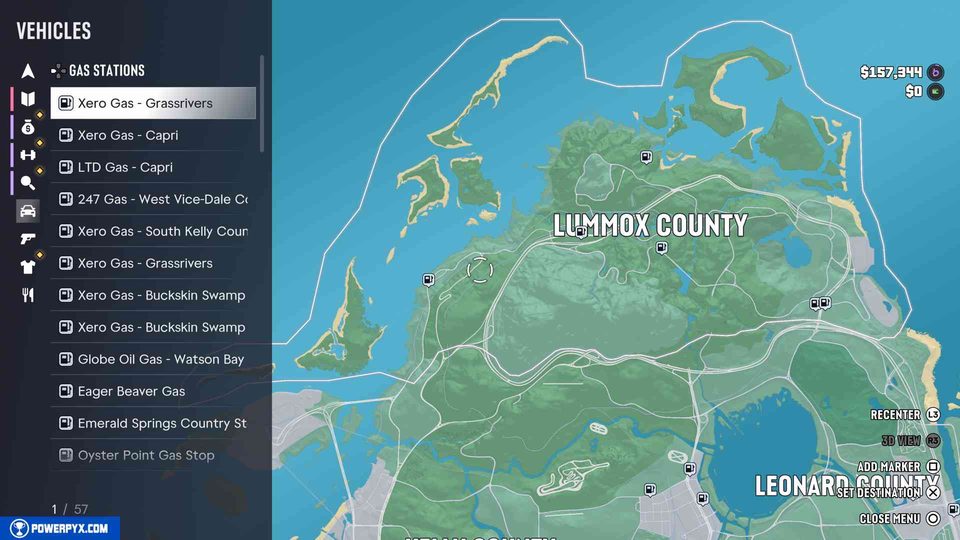 VEHICLES
GAS STATIONS
Xero Gas - Grassrivers
Xero Gas - Capri
LTD Gas - Capri
247 Gas - West Vice-Dale Co
Xero Gas - South Kelly Coun
Xero Gas - Grassrivers
Xero Gas - Buckskin Swamp
Xero Gas - Buckskin Swamp
Globe Oil Gas - Watson Bay
Eager Beaver Gas
Emerald Springs Country St
Oyster Point Gas Stop
1 / 57
POWERPYX.COM
$157,344
$0
LUMMOX COUNTY
RECENTER L3
3D VIEW R3
ADD MARKER
LEONARD COUNTY
SET DESTINATION
CLOSE MENU